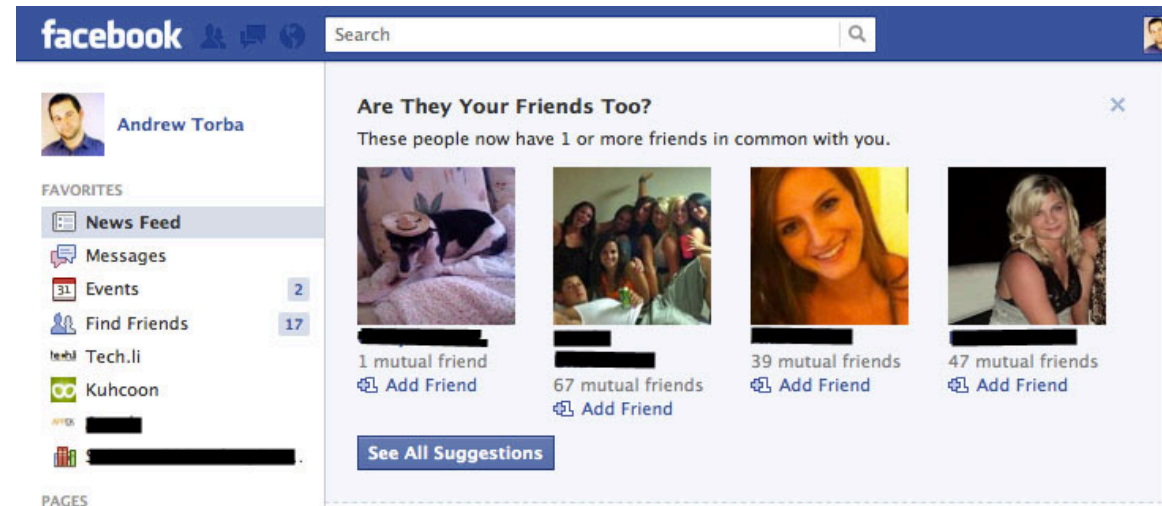 facebook
Search
Andrew Torba
FAVORITES
News Feed
Messages
31 Events 2
Find Friends 17
Tech.li
Kuhcoon
PAGES
Are They Your Friends Too?
These people now have 1 or more friends in common with you.
1 mutual friend
Add Friend
67 mutual friends
Add Friend
39 mutual friends
Add Friend
47 mutual friends
Add Friend
See All Suggestions